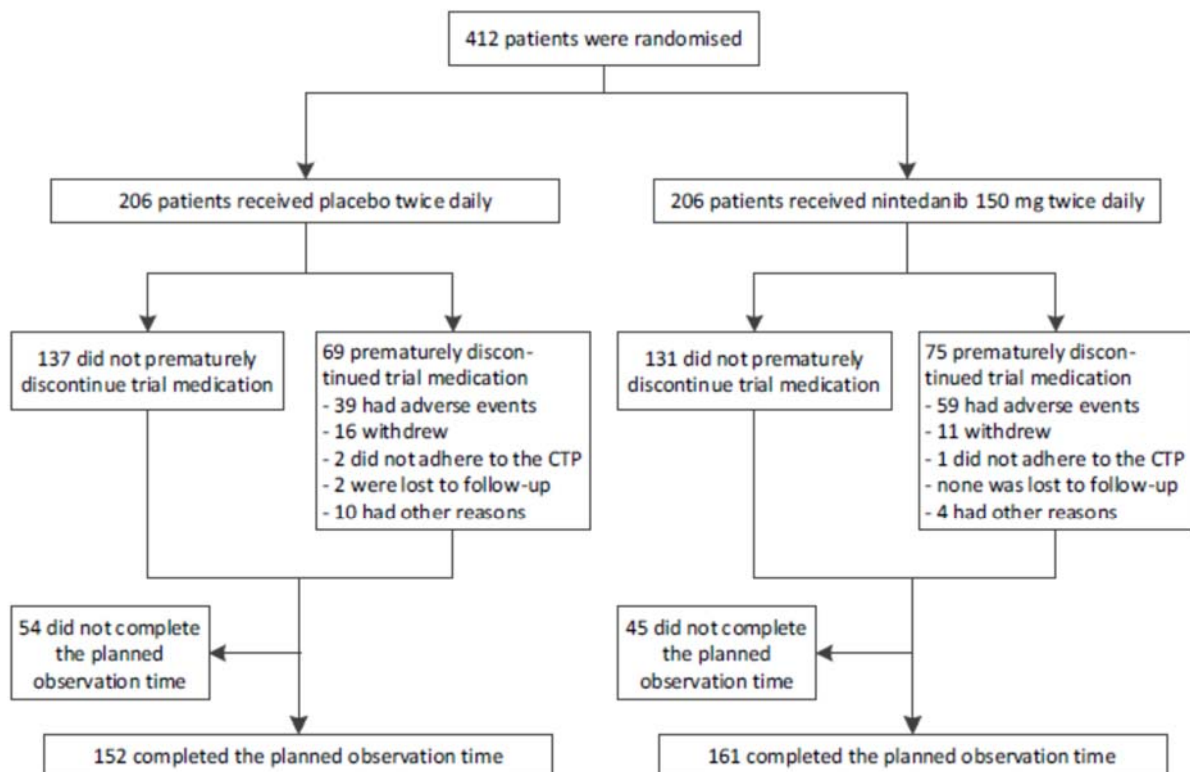 412 patients were randomised
206 patients received placebo twice daily
206 patients received nintedanib 150 mg twice daily
137 did not prematurely
discontinue trial medication
69 prematurely discon-
tinued trial medication
- 39 had adverse events
- 16 withdrew
- 2 did not adhere to the CTP
- 2 were lost to follow-up
- 10 had other reasons
131 did not prematurely
discontinue trial medication
75 prematurely discon-
tinued trial medication
- 59 had adverse events
- 11 withdrew
- 1 did not adhere to the CTP
- none was lost to follow-up
- 4 had other reasons
54 did not complete
the planned
observation time
45 did not complete
the planned
observation time
152 completed the planned observation time
161 completed the planned observation time